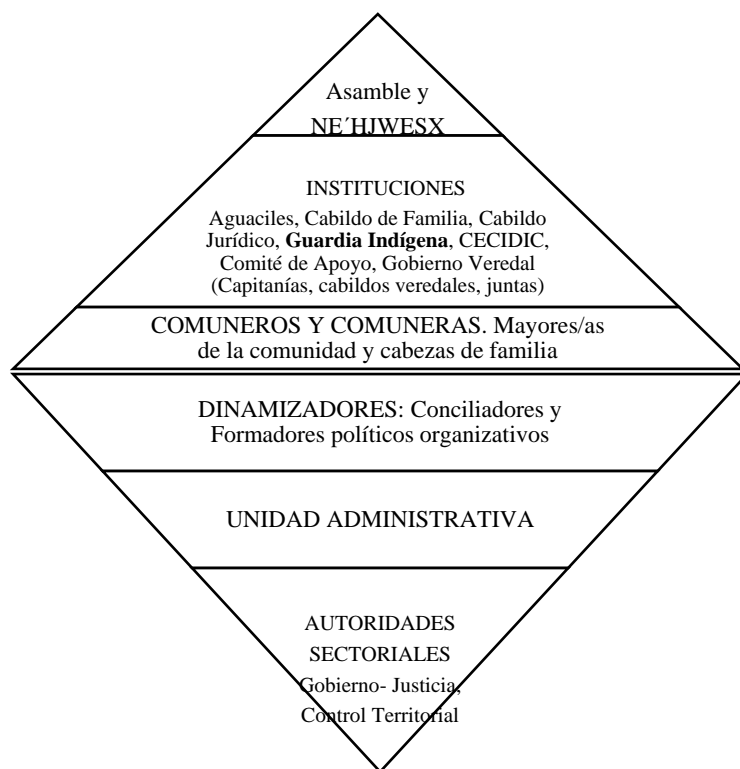 Asamble y
NE´HJWESX
INSTITUCIONES
Aguaciles, Cabildo de Familia, Cabildo
Jurídico, Guardia Indígena, CECIDIC,
Comité de Apoyo, Gobierno Veredal
(Capitanías, cabildos veredales, juntas)
COMUNEROS Y COMUNERAS. Mayores/as
de la comunidad y cabezas de familia
DINAMIZADORES: Conciliadores y
Formadores políticos organizativos
UNIDAD ADMINISTRATIVA
AUTORIDADES
SECTORIALES
Gobierno- Justicia,
Control Territorial